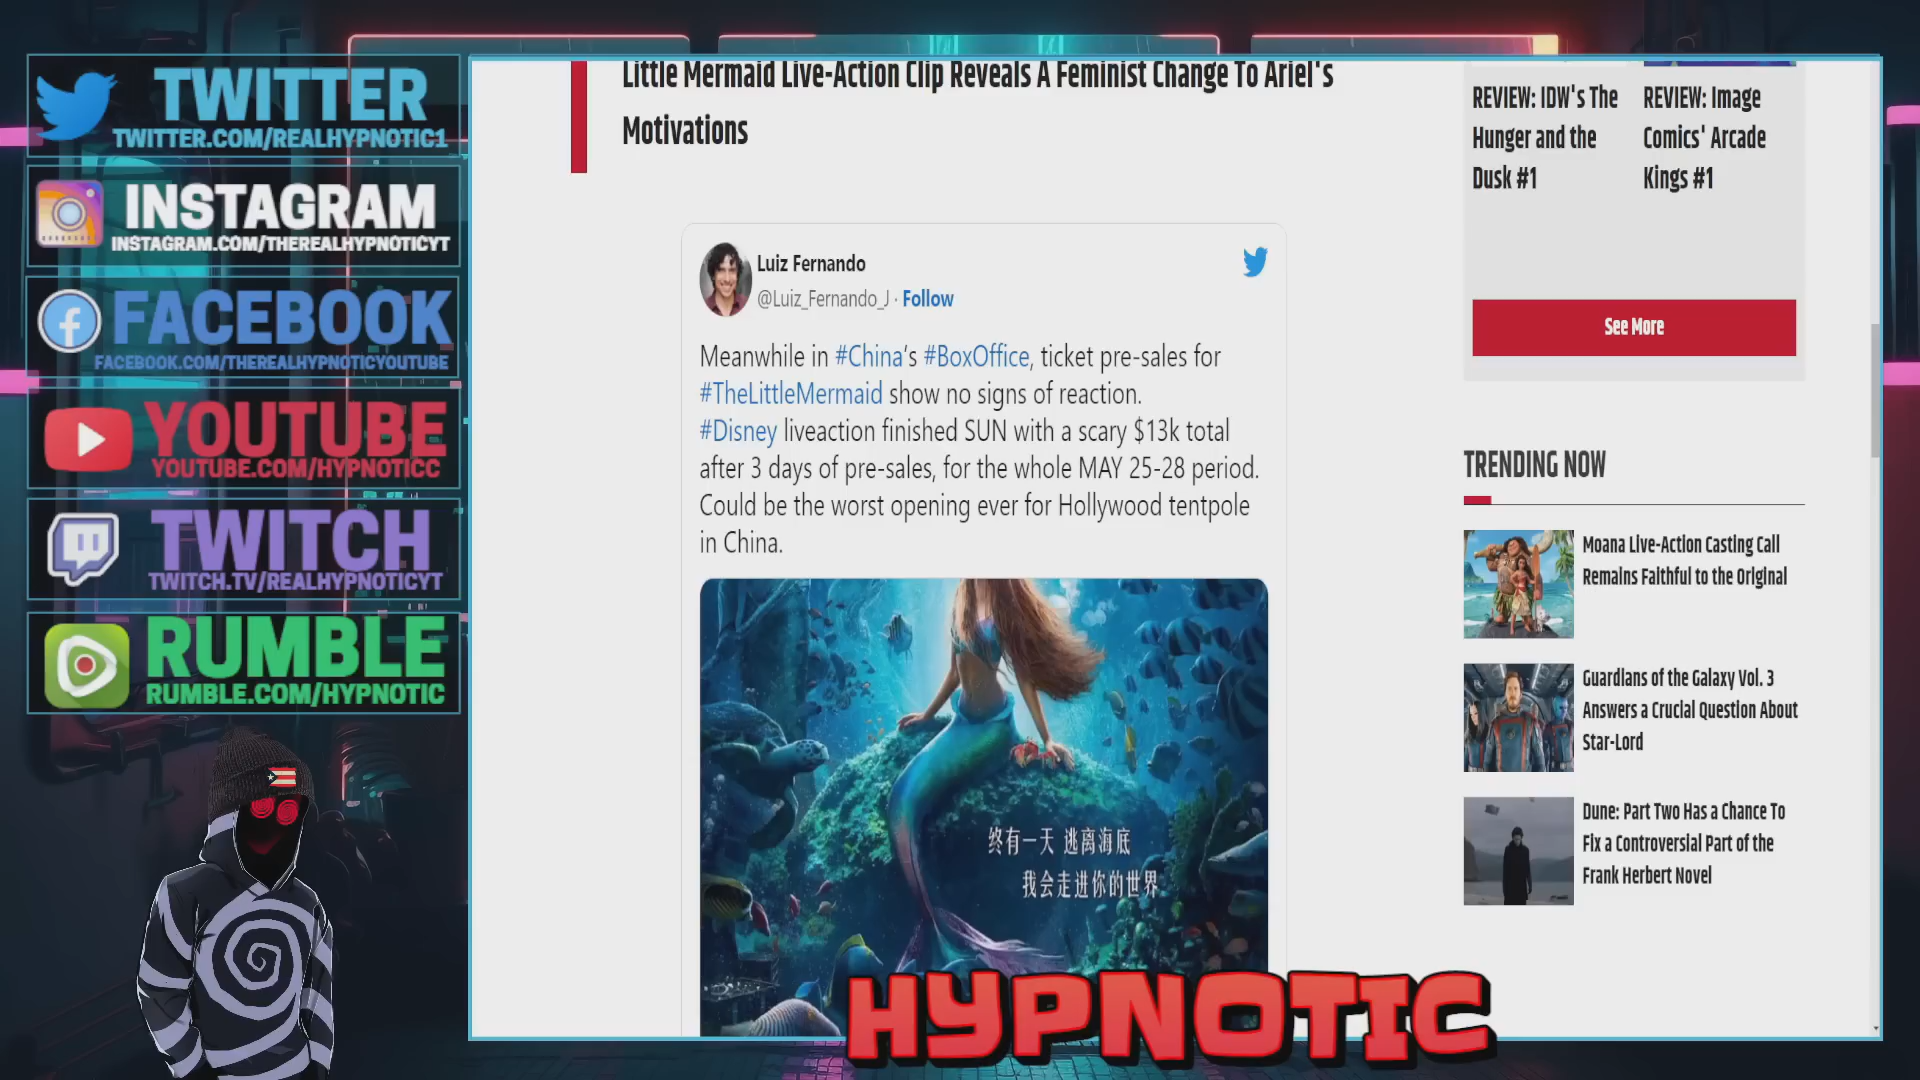 TWITTER
TWITTER.COM/REALHYPNOTIC1
INSTAGRAM
INSTAGRAM.COM/THEREALHYPNOTICYT
FACEBOOK
FACEBOOK.COM/THEREALHYPNOTICYOUTUBE
YOUTUBE
YOUTUBE.COM/HYPNOTICC
TWITCH
TWITCH.TV/REALHYPNOTICYT
RUMBLE
RUMBLE.COM/HYPNOTIC
Little Mermaid Live-Action Clip Reveals A Feminist Change To Ariel's
Motivations
Luiz Fernando
@Luiz_Fernando_J · Follow
Meanwhile in #China's #BoxOffice, ticket pre-sales for
#TheLittleMermaid show no signs of reaction.
#Disney liveaction finished SUN with a scary $13k total
after 3 days of pre-sales, for the whole MAY 25-28 period.
Could be the worst opening ever for Hollywood tentpole
in China.
终有一天 逃离海底
我会走进你的世界
HYPNOTIC
REVIEW: IDW's The
Hunger and the
Dusk #1
REVIEW: Image
Comics' Arcade
Kings #1
See More
TRENDING NOW
Moana Live-Action Casting Call
Remains Faithful to the Original
Guardians of the Galaxy Vol. 3
Answers a Crucial Question About
Star-Lord
Dune: Part Two Has a Chance To
Fix a Controversial Part of the
Frank Herbert Novel